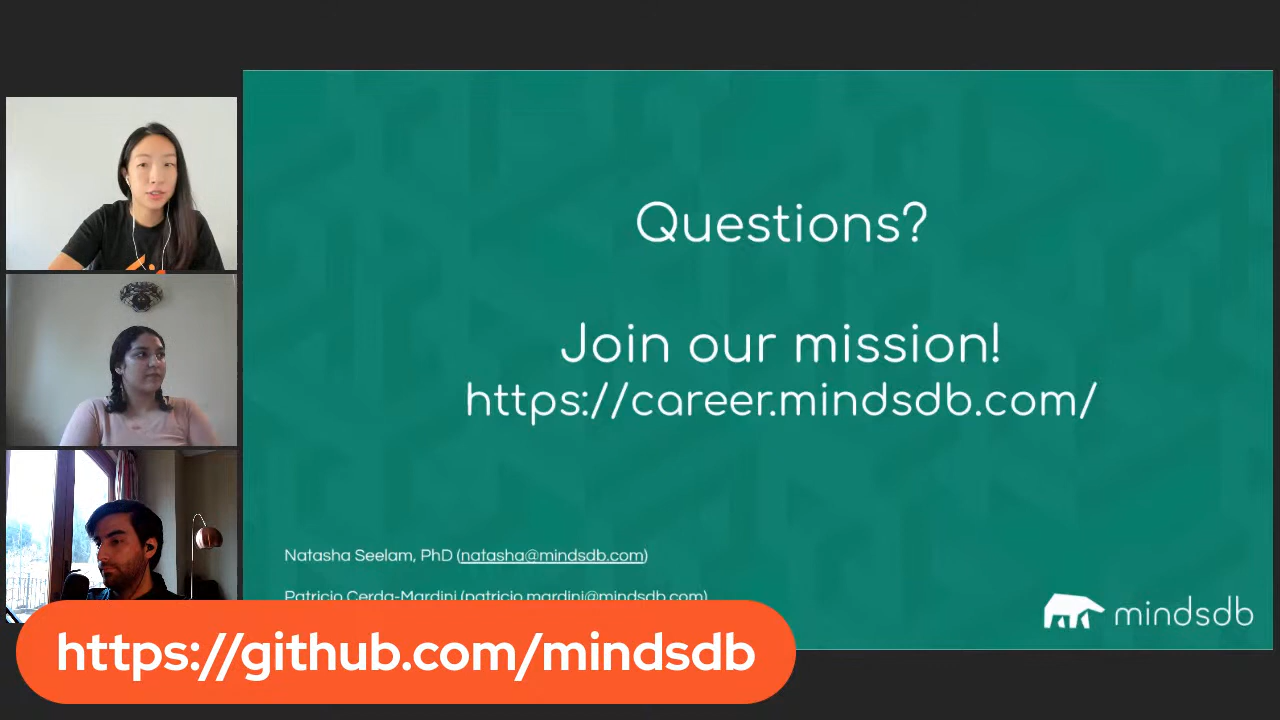 Questions?
Join our mission!
https://career.mindsdb.com/
Natasha Seelam, PhD (natasha@mindsdb.com)
Patricio Cerda-Mardini (patricio.mardini@mindsdb.com)
mindsdb
https://github.com/mindsdb